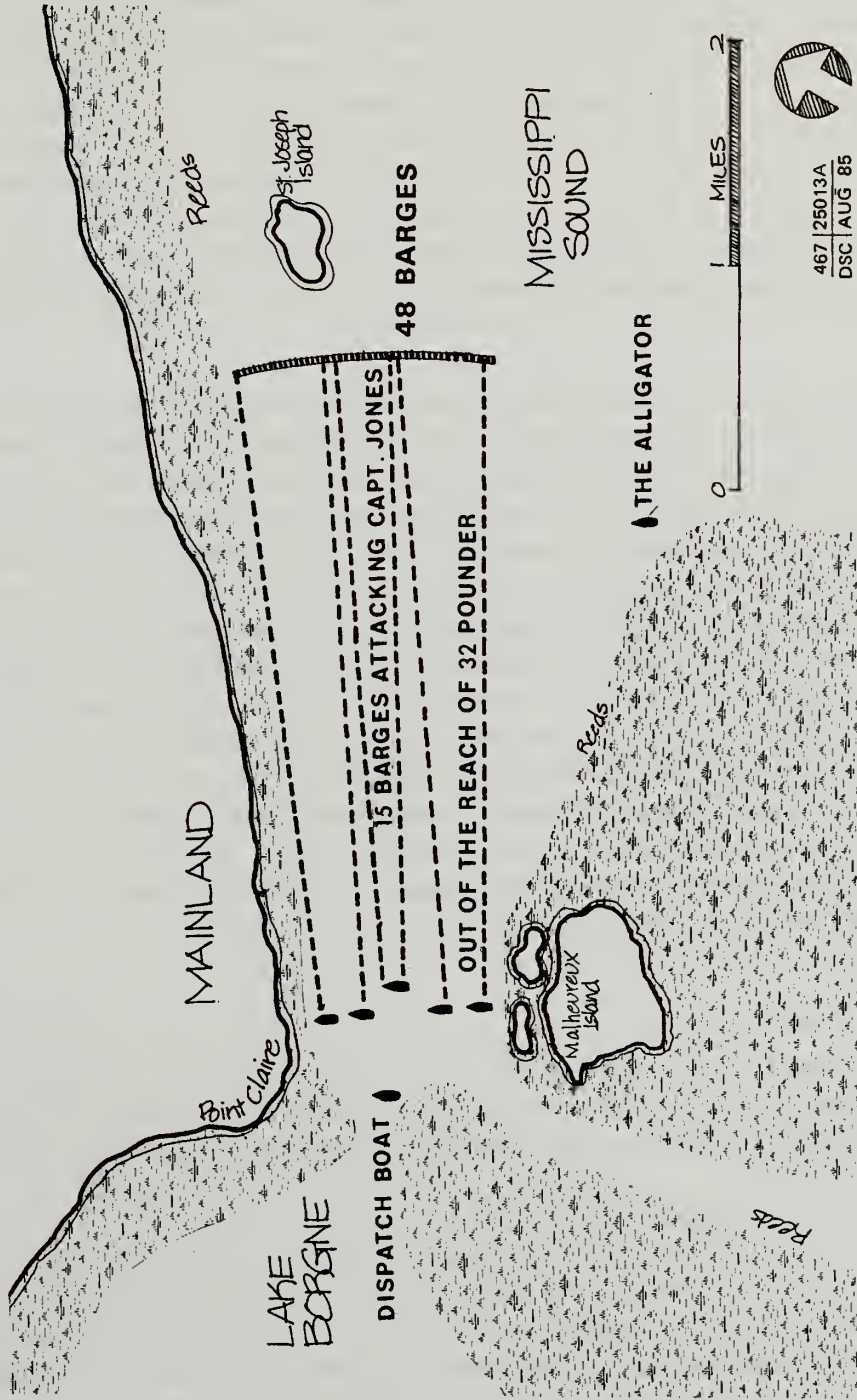 MAINLAND
Point Claire
Reeds
St. Joseph
Island
LAKE
BORGNE
DISPATCH BOAT
15 BARGES ATTACKING CAPT. JONES
48 BARGES
OUT OF THE REACH OF 32 POUNDER
MISSISSIPPI
SOUND
Malheureux
Island
Reeds
THE ALLIGATOR
Reeds
0 1 MILES 2
467 | 25013A
DSC | AUG 85